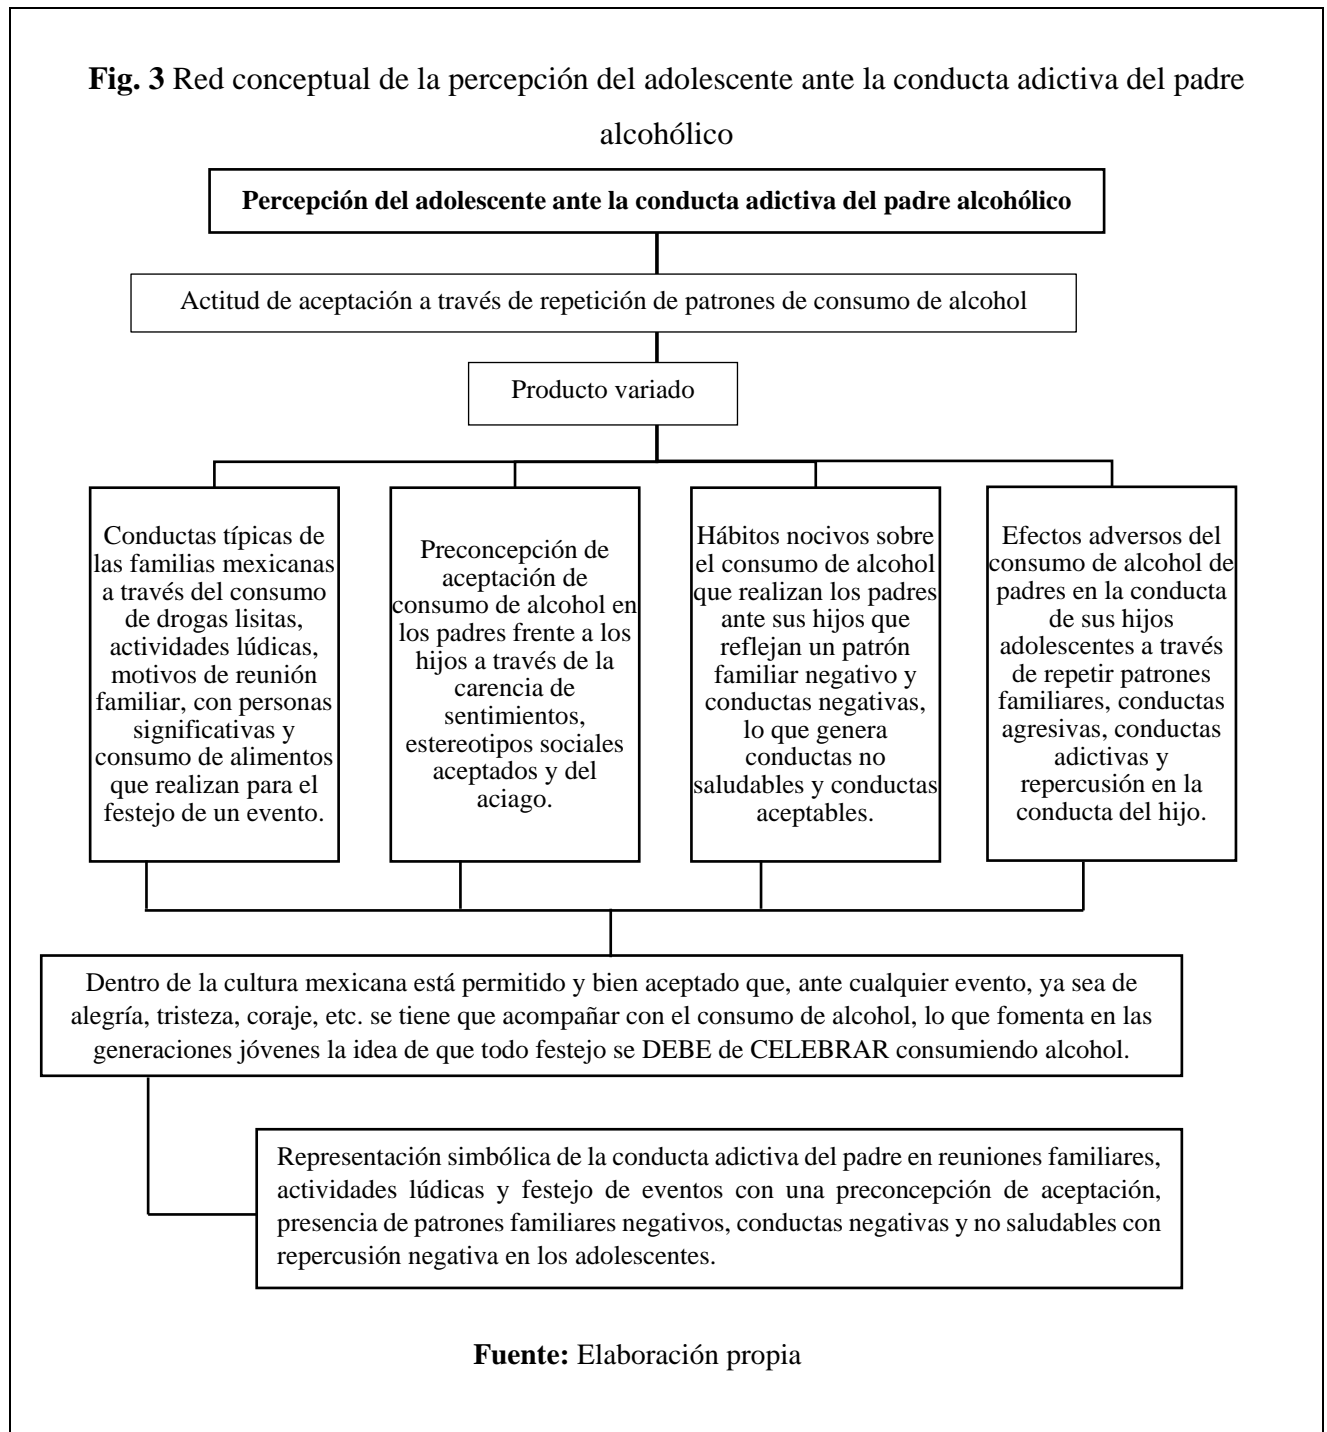 Fig. 3 Red conceptual de la percepción del adolescente ante la conducta adictiva del padre
alcohólico
Percepción del adolescente ante la conducta adictiva del padre alcohólico
Actitud de aceptación a través de repetición de patrones de consumo de alcohol
Producto variado
Conductas típicas de
las familias mexicanas
a través del consumo
de drogas lisitas,
actividades lúdicas,
motivos de reunión
familiar, con personas
significativas y
consumo de alimentos
que realizan para el
festejo de un evento.
Preconcepción de
aceptación de
consumo de alcohol en
los padres frente a los
hijos a través de la
carencia de
sentimientos,
estereotipos sociales
aceptados y del
aciago.
Hábitos nocivos sobre
el consumo de alcohol
que realizan los padres
ante sus hijos que
reflejan un patrón
familiar negativo y
conductas negativas,
lo que genera
conductas no
saludables y conductas
aceptables.
Efectos adversos del
consumo de alcohol de
padres en la conducta
de sus hijos
adolescentes a través
de repetir patrones
familiares, conductas
agresivas, conductas
adictivas y
repercusión en la
conducta del hijo.
Dentro de la cultura mexicana está permitido y bien aceptado que, ante cualquier evento, ya sea de
alegría, tristeza, coraje, etc. se tiene que acompañar con el consumo de alcohol, lo que fomenta en las
generaciones jóvenes la idea de que todo festejo se DEBE de CELEBRAR consumiendo alcohol.
Representación simbólica de la conducta adictiva del padre en reuniones familiares,
actividades lúdicas y festejo de eventos con una preconcepción de aceptación,
presencia de patrones familiares negativos, conductas negativas y no saludables con
repercusión negativa en los adolescentes.
Fuente: Elaboración propia